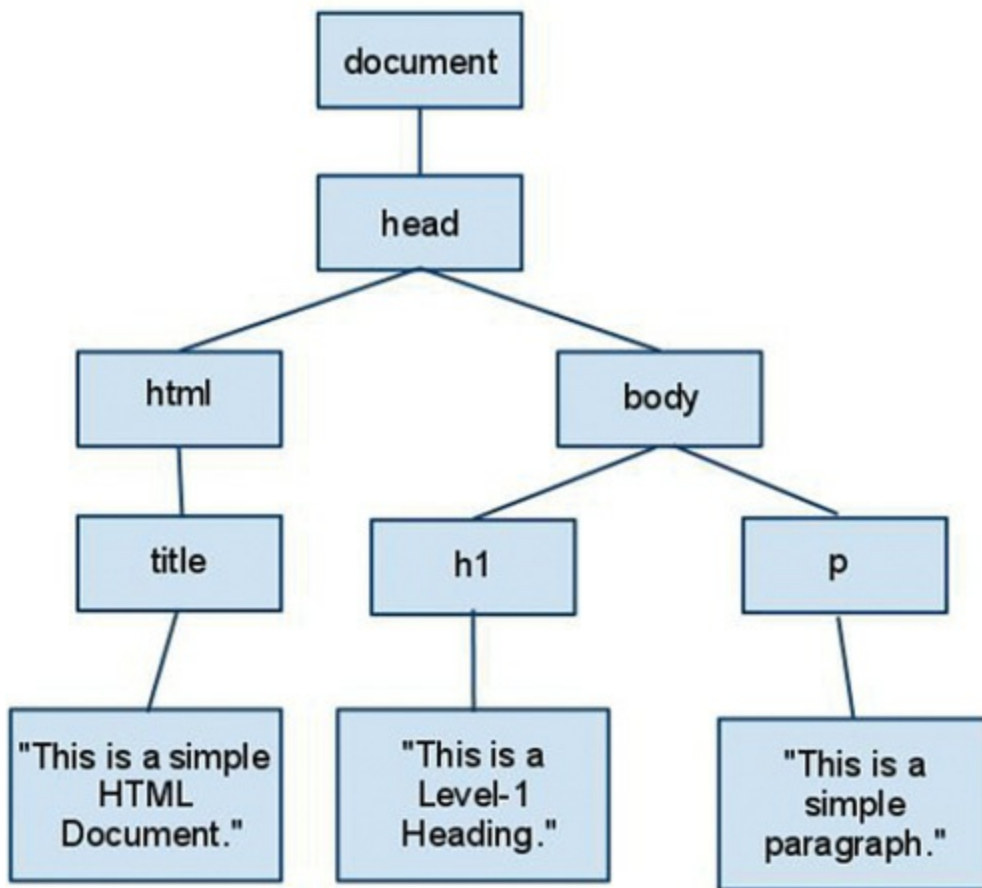 document
head
html
body
title
h1
p
"This is a simple
HTML
Document."
"This is a
Level-1
Heading."
"This is a
simple
paragraph."